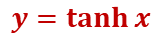 y = tanh x